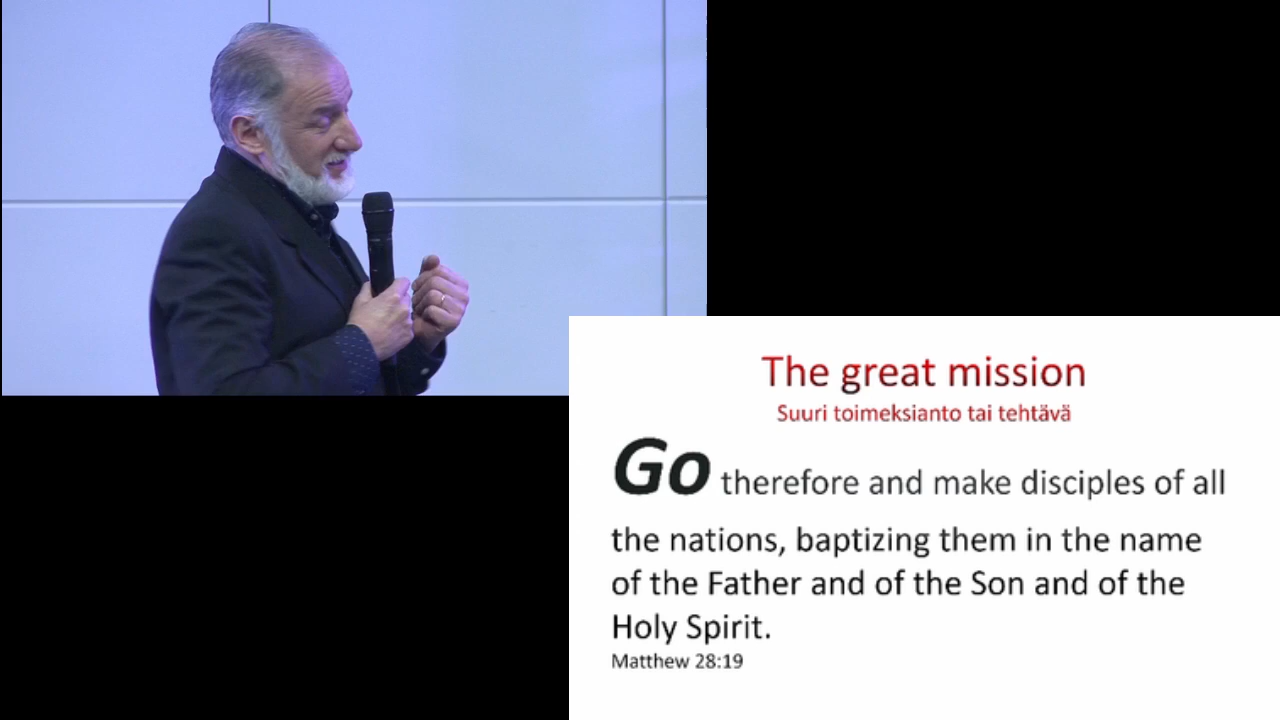 The great mission
Suuri toimeksianto tai tehtävä
Go therefore and make disciples of all
the nations, baptizing them in the name
of the Father and of the Son and of the
Holy Spirit.
Matthew 28:19